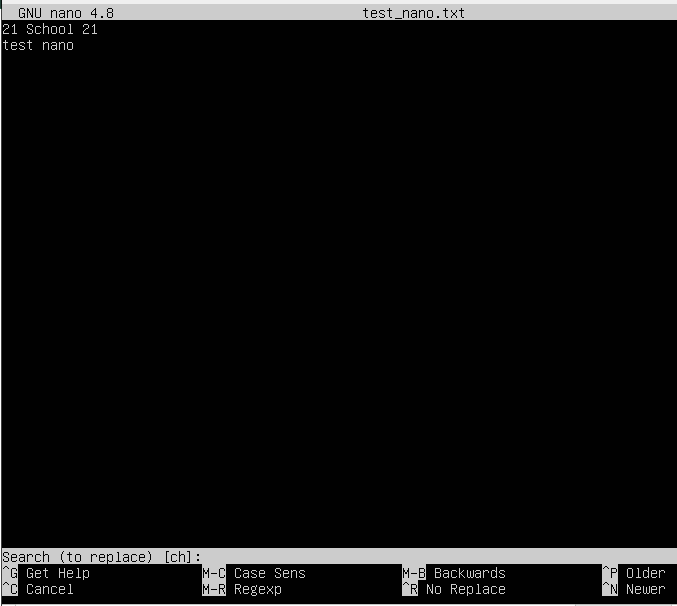 GNU nano 4.8 test_nano.txt
21 School 21
test nano
Search (to replace) [ch]:
^G Get Help M-C Case Sens M-B Backwards ^P Older
^C Cancel M-R Regexp ^R No Replace ^N Newer